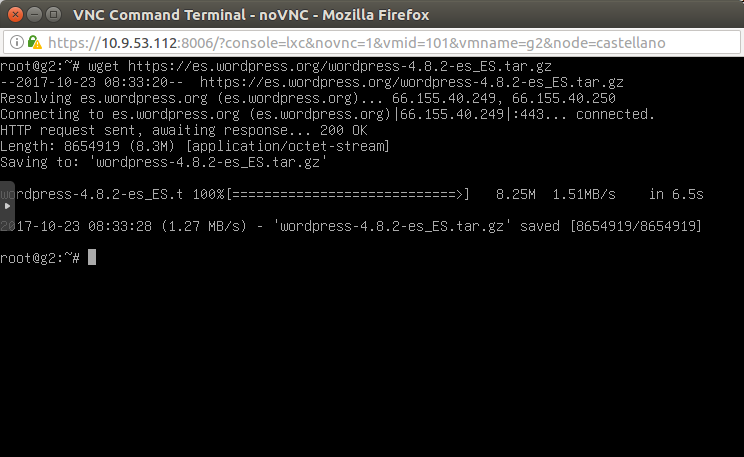 VNC Command Terminal - noVNC - Mozilla Firefox
https://10.9.53.112:8006/?console=lxc&novnc=1&vmid=101&vmname=g2&node=castellano
root@g2:~# wget https://es.wordpress.org/wordpress-4.8.2-es_ES.tar.gz
--2017-10-23 08:33:20--  https://es.wordpress.org/wordpress-4.8.2-es_ES.tar.gz
Resolving es.wordpress.org (es.wordpress.org)... 66.155.40.249, 66.155.40.250
Connecting to es.wordpress.org (es.wordpress.org)|66.155.40.249|:443... connected.
HTTP request sent, awaiting response... 200 OK
Length: 8654919 (8.3M) [application/octet-stream]
Saving to: 'wordpress-4.8.2-es_ES.tar.gz'
wordpress-4.8.2-es_ES.t 100%[============================>]   8.25M  1.51MB/s    in 6.5s
2017-10-23 08:33:28 (1.27 MB/s) - 'wordpress-4.8.2-es_ES.tar.gz' saved [8654919/8654919]
root@g2:~#